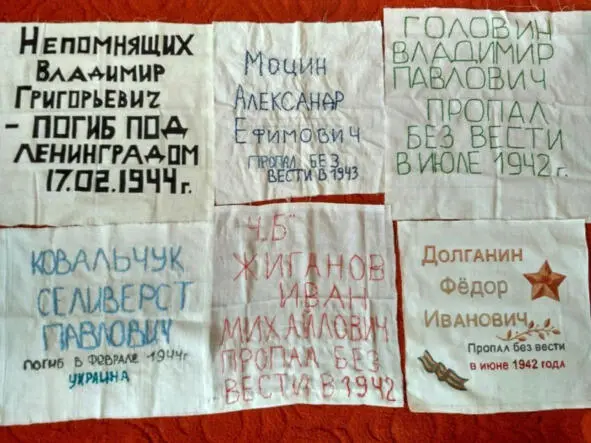 Непомнящих
Владимир
Григорьевич
- погиб под
Ленинградом
17.02.1944г.
Моцин
Александр
Ефимович
пропал без
вести в 1943
Головин
Владимир
Павлович
пропал
без вести
в июле 1942г.
Ковальчук
Селиверст
Павлович
погиб в феврале 1944г
Украина
"Ч.Б"
Жиганов
Иван
Михайлович
пропал без
вести в 1942
Долганин
Фёдор
Иванович
Пропал без вести
в июне 1942 года